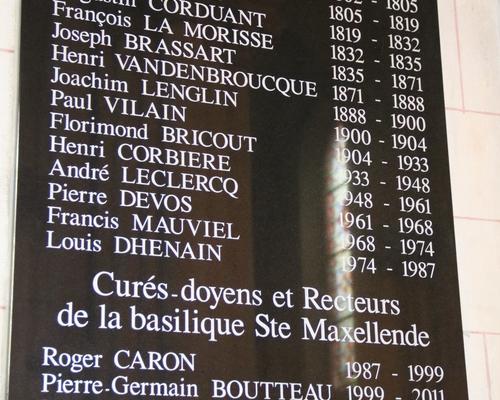 - 1805
1805 - 1819
CORDUANT 1819 - 1832
François LA MORISSE 1832 - 1835
Joseph BRASSART 1835 - 1871
Henri VANDENBROUCQUE 1871 - 1888
Joachim LENGLIN 1888 - 1900
Paul VILAIN 1900 - 1904
Florimond BRICOUT 1904 - 1933
Henri CORBIERE 1933 - 1948
André LECLERCQ 1948 - 1961
Pierre DEVOS 1961 - 1968
Francis MAUVIEL 1968 - 1974
Louis DHENAIN 1974 - 1987
Curés-doyens et Recteurs
de la basilique Ste Maxellende
Roger CARON 1987 - 1999
Pierre-Germain BOUTTEAU 1999 - 2011